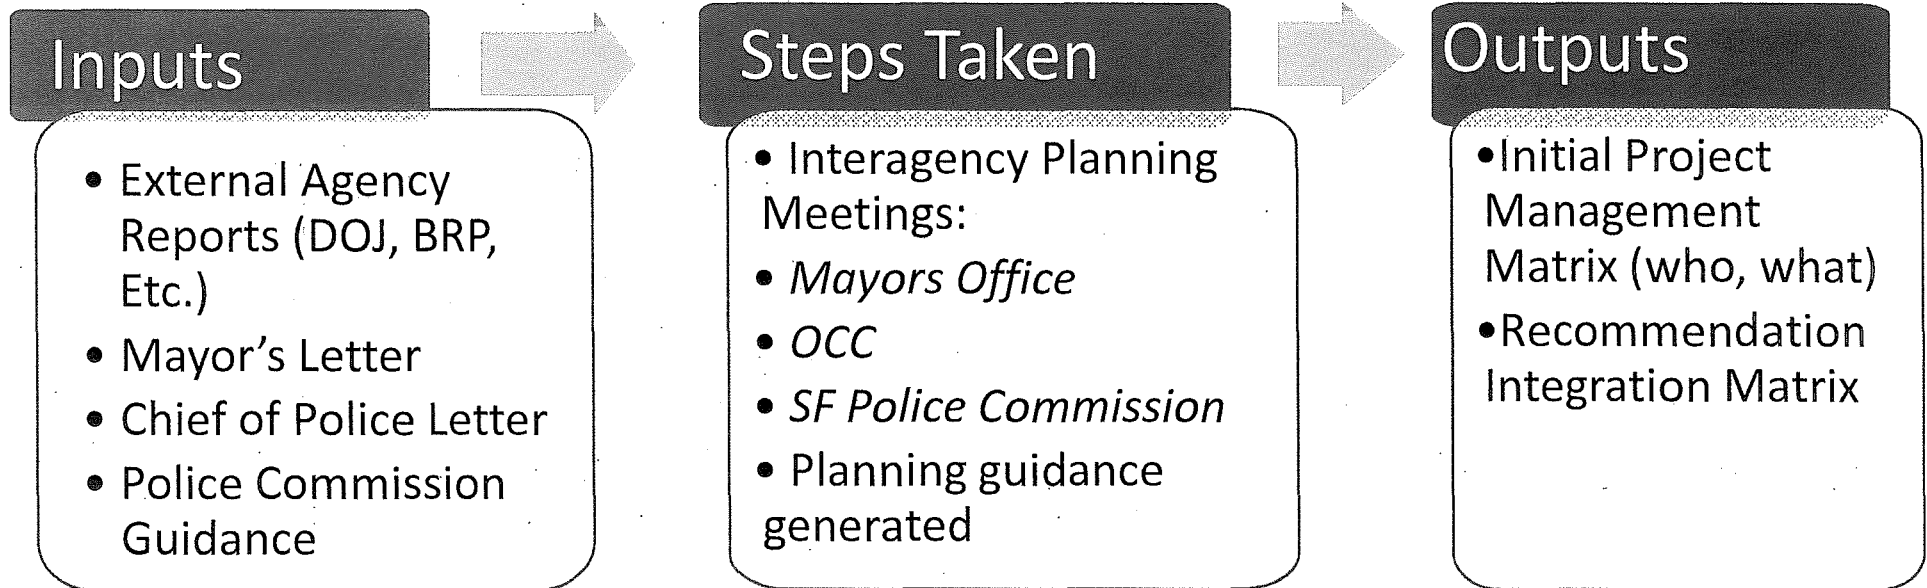 Inputs
• External Agency
Reports (DOJ, BRP,
Etc.)
• Mayor’s Letter
• Chief of Police Letter
• Police Commission
Guidance
Steps Taken
• Interagency Planning
Meetings:
• Mayors Office
• OCC
• SF Police Commission
• Planning guidance
generated
Outputs
•Initial Project
Management
Matrix (who, what)
•Recommendation
Integration Matrix